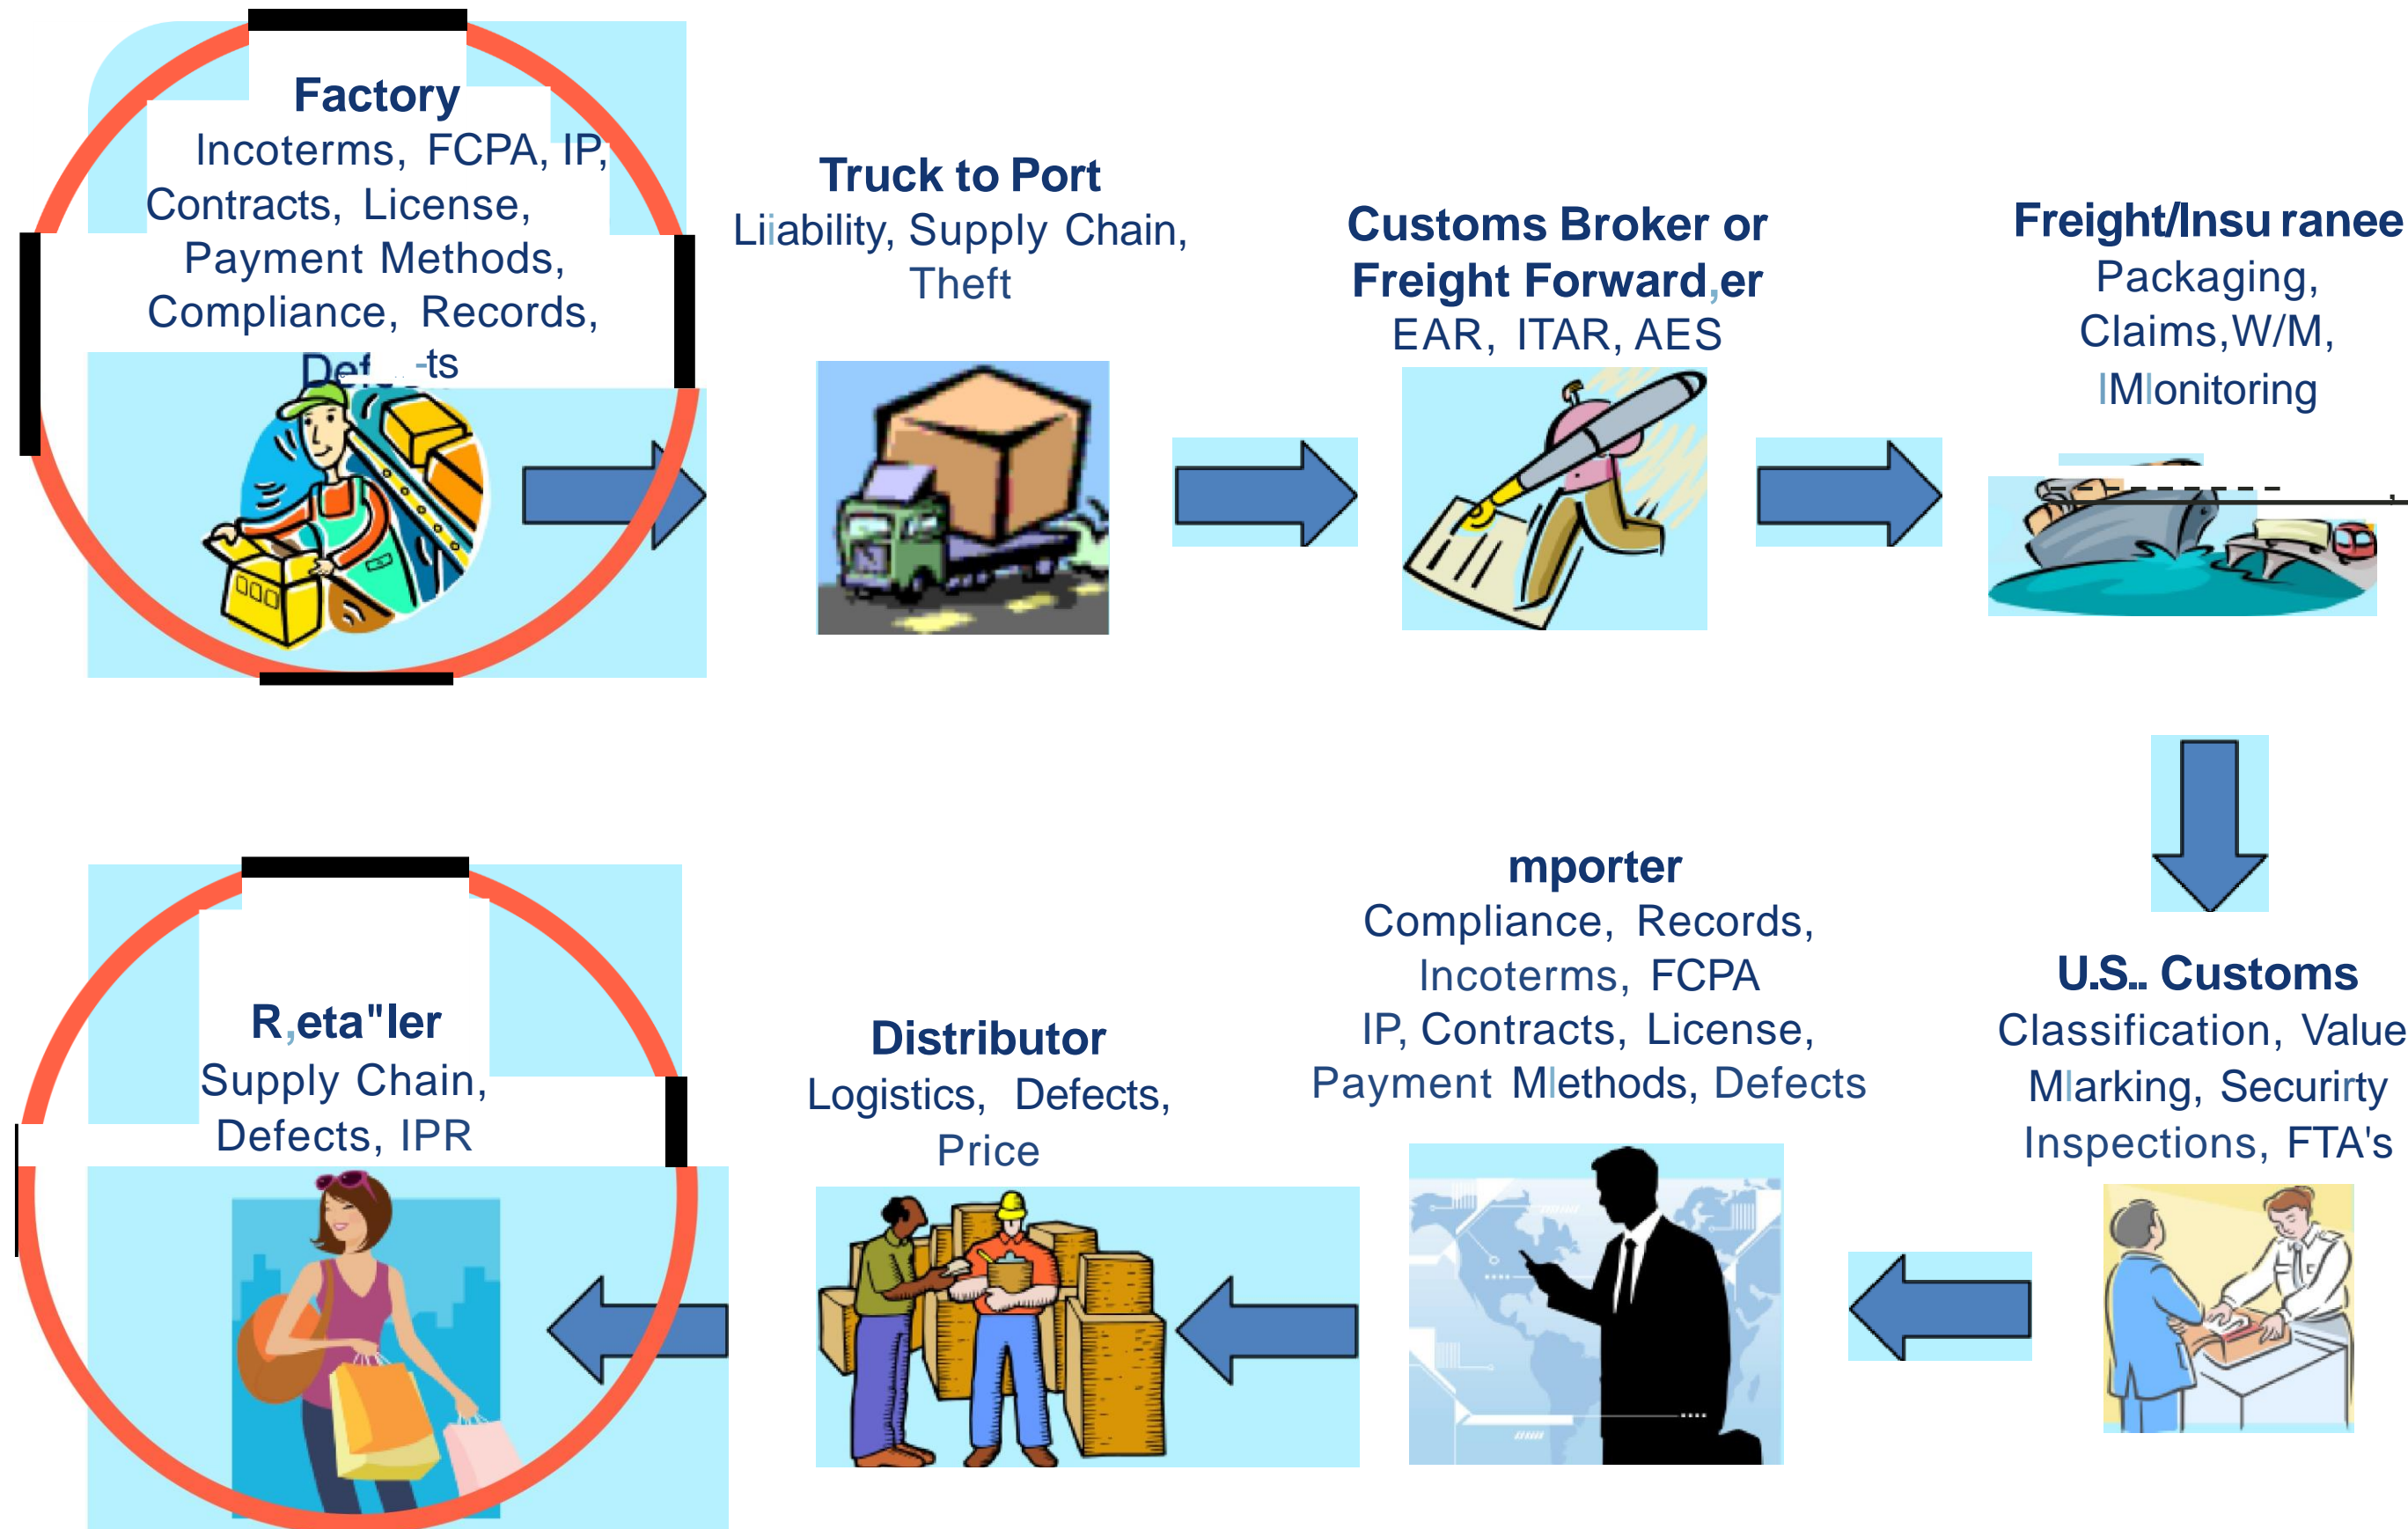 Factory
Incoterms, FCPA, IP,
Contracts, License,
Payment Methods,
Compliance, Records,
Truck to Port
Liiability, Supply Chain,
Theft
Customs Broker or
Freight Forward,er
EAR, ITAR, AES
Freight/Insu ranee
Packaging,
Claims,W/M,
IMlonitoring
U.S.. Customs
Classification, Value
Mlarking, Securirty
Inspections, FTA's
mporter
Compliance, Records,
Incoterms, FCPA
IP, Contracts, License,
Payment Mlethods, Defects
Distributor
Logistics, Defects,
Price
R,eta"ler
Supply Chain,
Defects, IPR